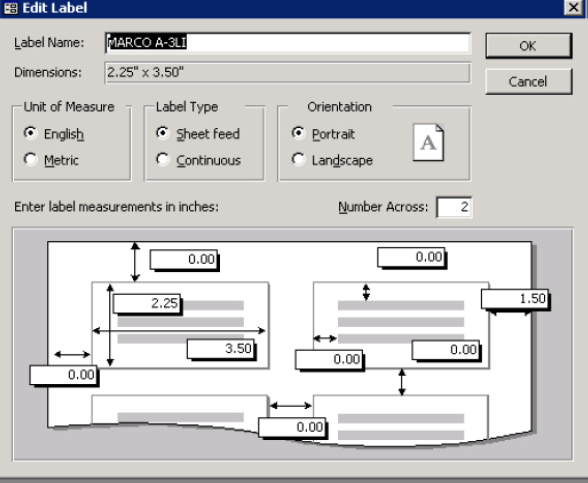 Edit Label
Label Name: MARCO A-3LI
OK
Dimensions: 2.25" x 3.50"
Cancel
Unit of Measure
English
Metric
Label Type
Sheet feed
Continuous
Orientation
Portrait
Landscape
A
Enter label measurements in inches:
Number Across: 2
0.00
0.00
2.25
1.50
3.50
0.00
0.00
0.00
0.00